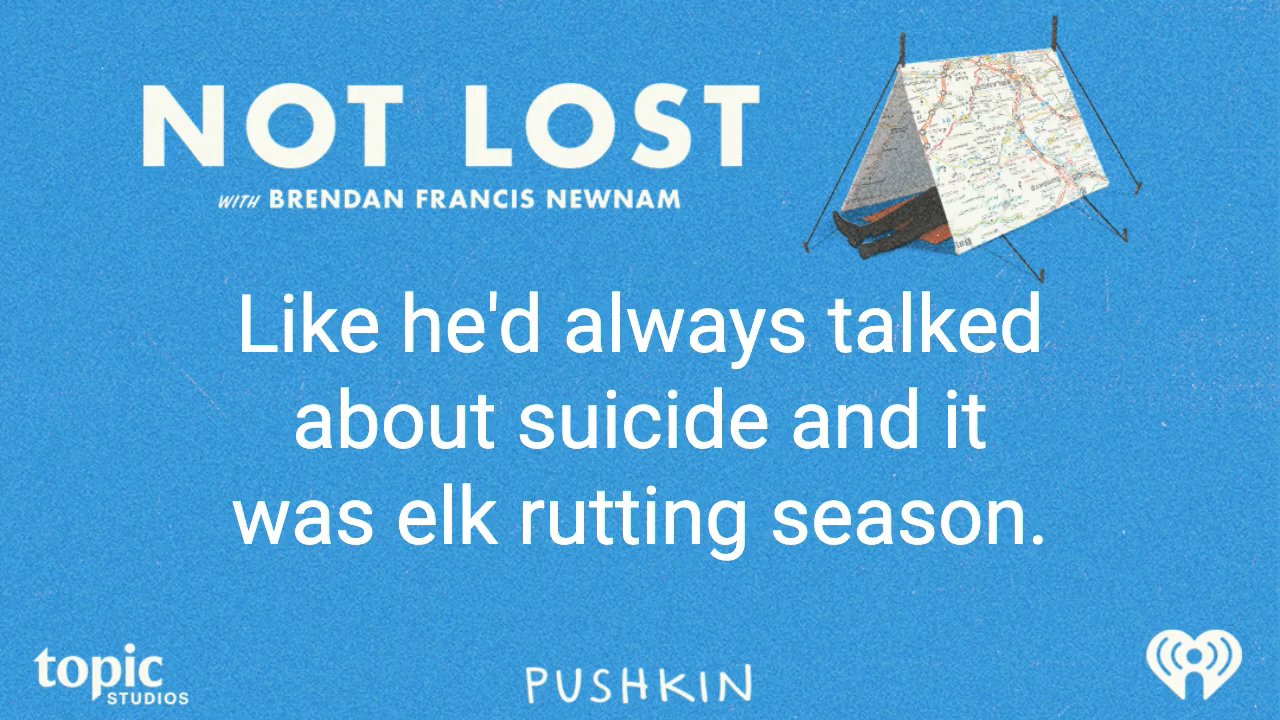 NOT LOST
WITH BRENDAN FRANCIS NEWNAM
Like he'd always talked
about suicide and it
was elk rutting season.
topic
STUDIOS
PUSHKIN